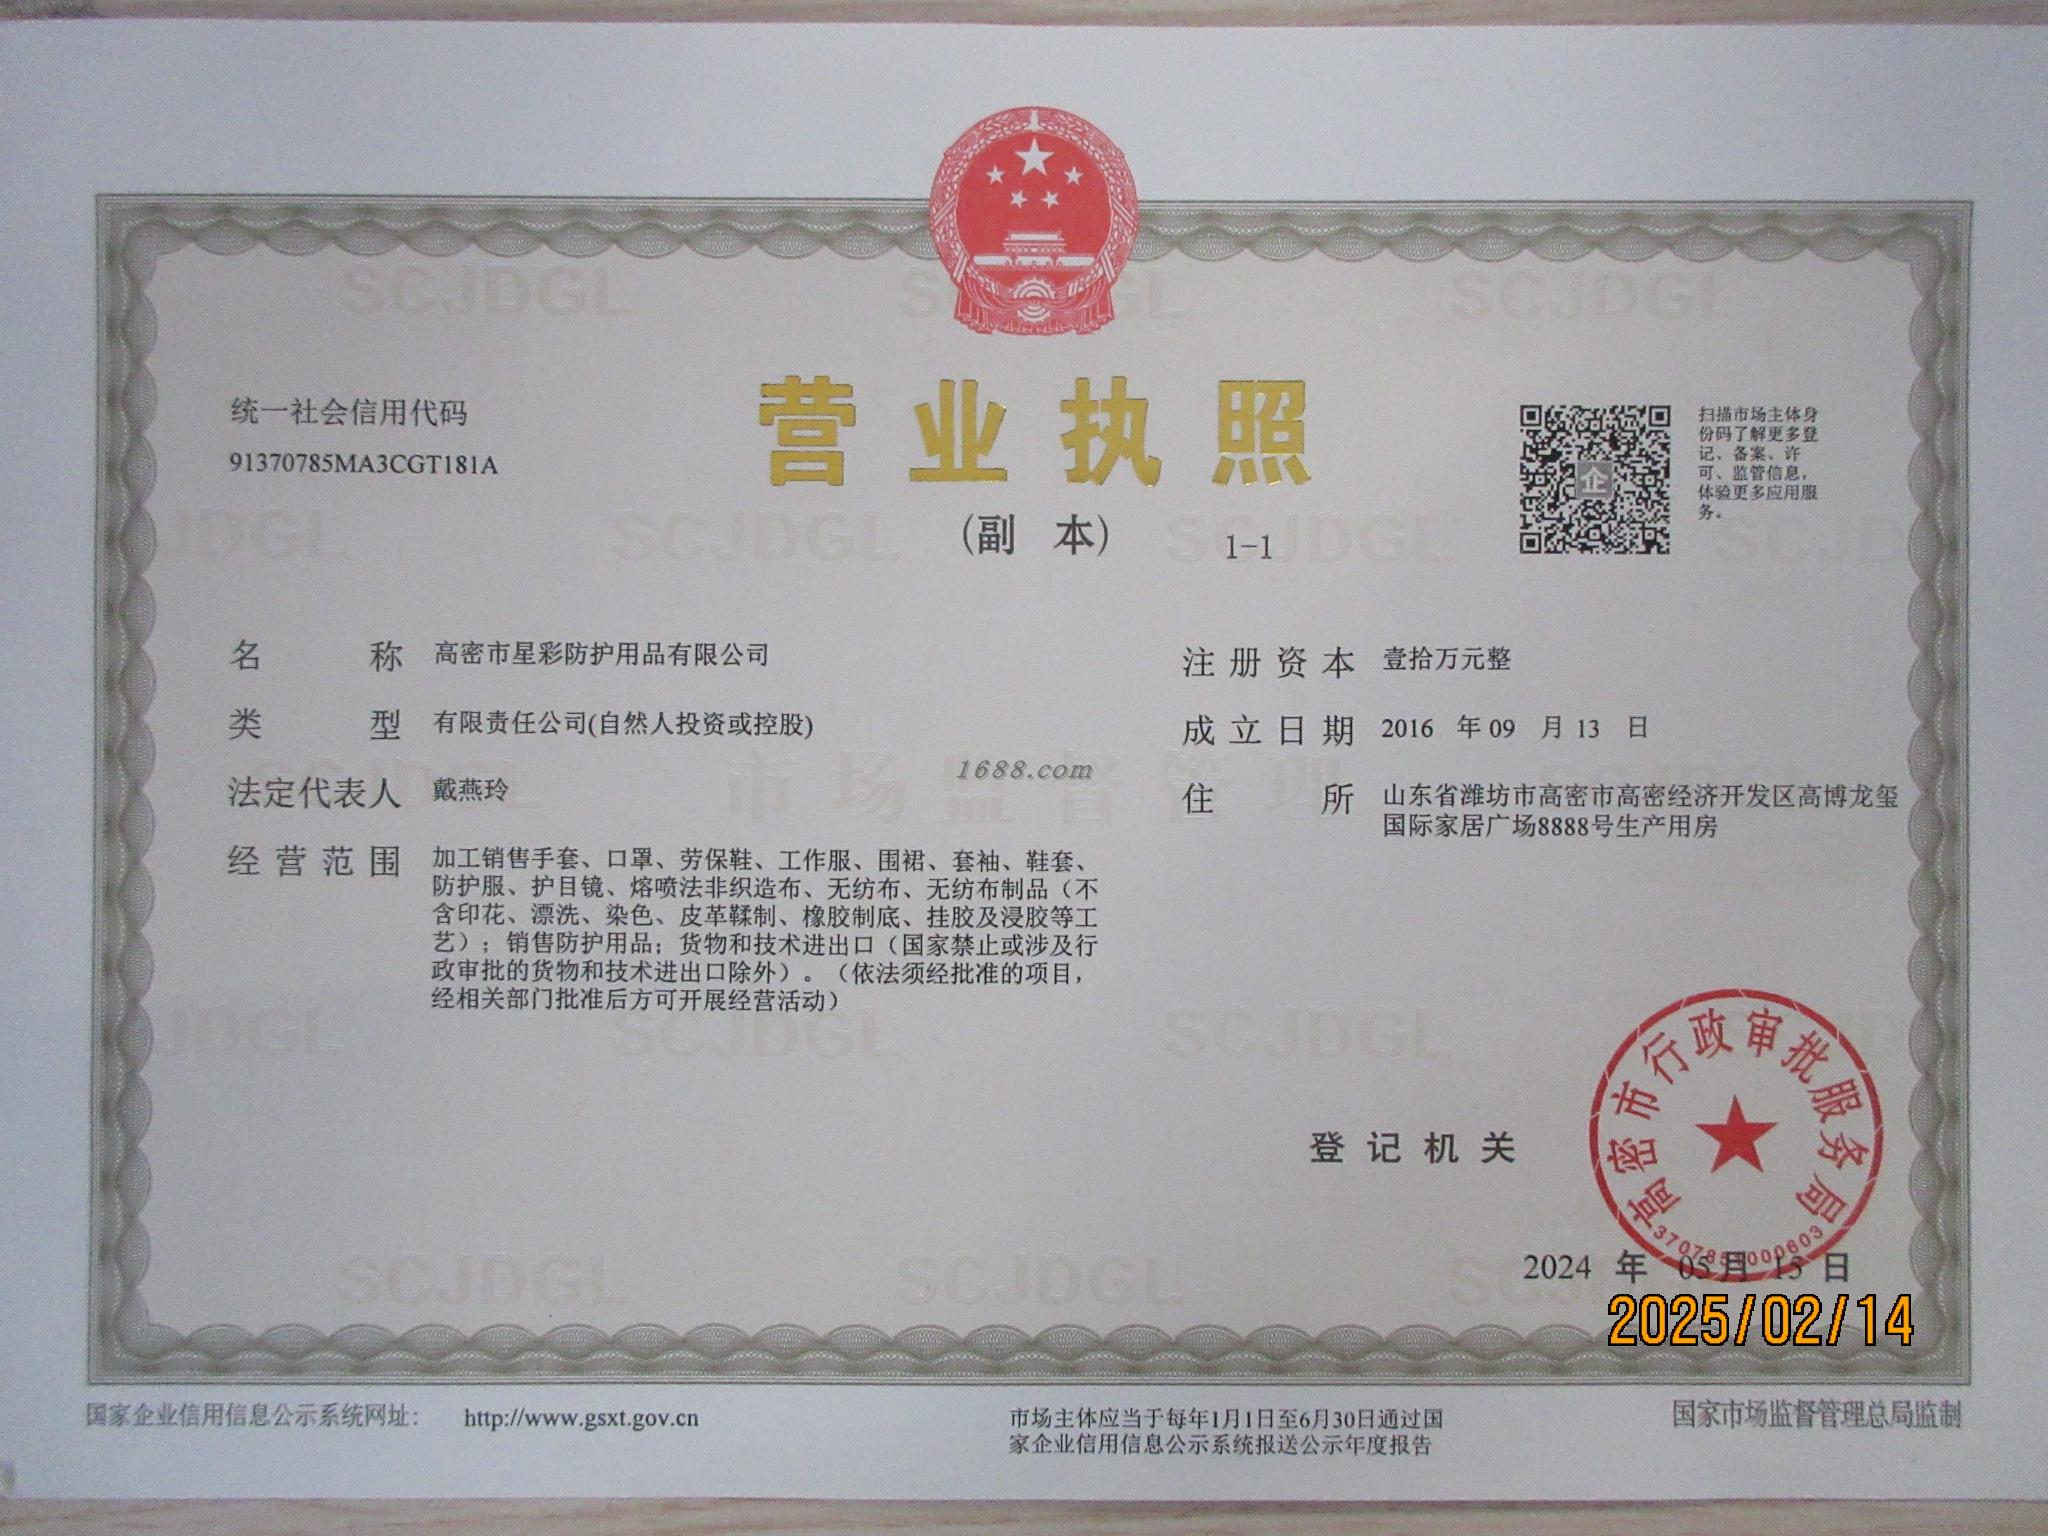 SCJDGL SCJDGL
营业执照
(副 本) 1-1
统一社会信用代码
91370785MA3CGT181A
企
扫描市场主体身
份码了解更多登
记、备案、许
可、监管信息，
体验更多应用服
务。
名称 高密市星彩防护用品有限公司
类型 有限责任公司(自然人投资或控股)
法定代表人 戴燕玲
经营范围 加工销售手套、口罩、劳保鞋、工作服、围裙、套袖、鞋套、
防护服、护目镜、熔喷法非织造布、无纺布、无纺布制品（不
含印花、漂洗、染色、皮革鞣制、橡胶制底、挂胶及浸胶等工
艺）；销售防护用品；货物和技术进出口（国家禁止或涉及行
政审批的货物和技术进出口除外）。（依法须经批准的项目，
经相关部门批准后方可开展经营活动）
注册资本 壹拾万元整
成立日期 2016 年 09 月 13 日
住所 山东省潍坊市高密市高密经济开发区高博龙玺
国际家居广场8888号生产用房
市场监督管理
1688.com
SCJDGL SCJDGL
登记机关
高密市行政审批服务局
2024 年 05 月 15 日
SCJDGL SCJDGL
2025/02/14
国家企业信用信息公示系统网址： http://www.gsxt.gov.cn
市场主体应当于每年1月1日至6月30日通过国
家企业信用信息公示系统报送公示年度报告
国家市场监督管理总局监制